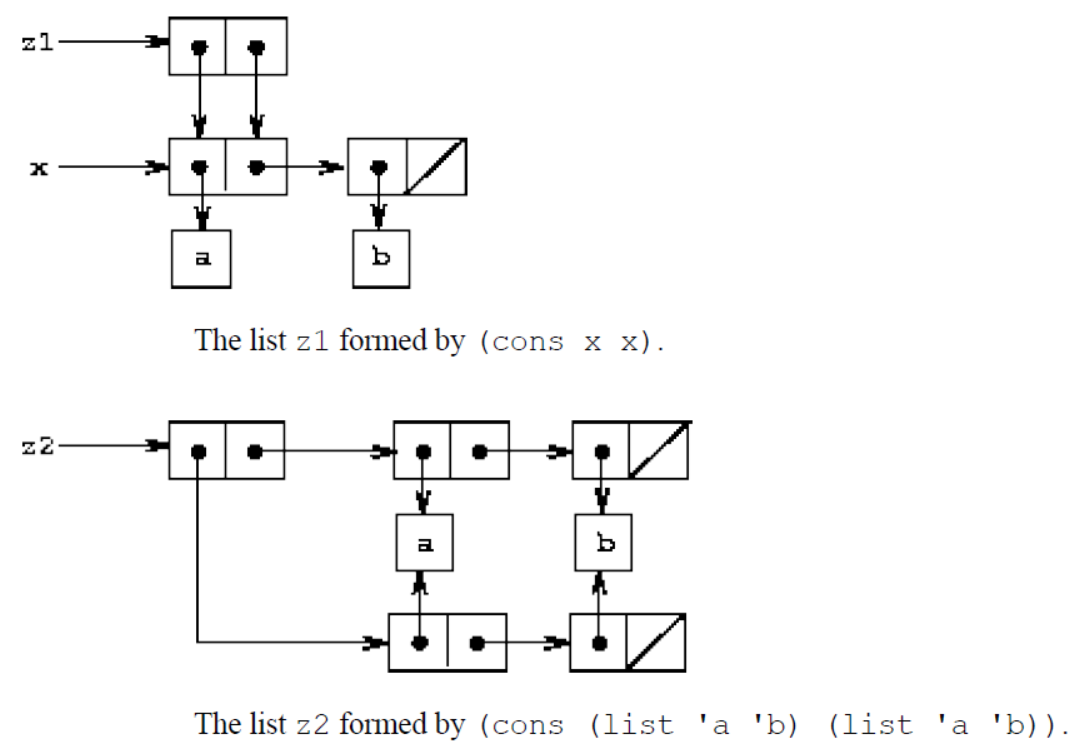 z1
x
a b
The list z1 formed by (cons x x).
z2
a b
The list z2 formed by (cons (list 'a 'b) (list 'a 'b)).